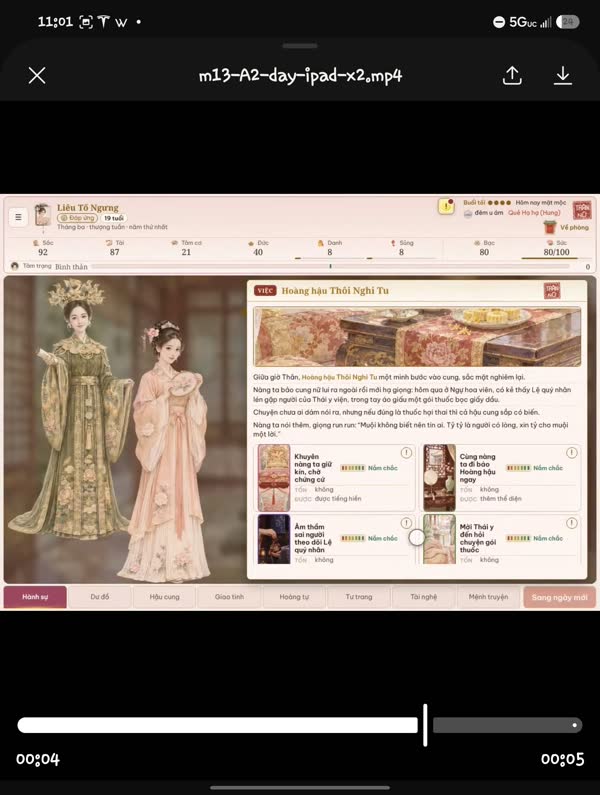 11:01
W
5GUC
24
m13-A2-day-ipad-x2.mp4
Liễu Tố Ngưng
Đáp ứng
19 tuổi
Tháng ba · thượng tuần · năm thứ nhất
Buổi tối
Hôm nay mật mộc
đêm u ám
Quẻ Hạ hạ (Hung)
Về phòng
Sắc
92
Tài
87
Tâm cơ
21
Đức
40
Danh
8
Sủng
8
Bạc
80
Sức
80/100
Tâm trạng Bình thản
0
VIỆC
Hoàng hậu Thôi Nghi Tu
Giữa giờ Thân, Hoàng hậu Thôi Nghi Tu một mình bước vào cung, sắc mặt nghiêm lại.
Nàng ta bảo cung nữ lui ra ngoài rồi mới hạ giọng: hôm qua ở Ngự hoa viên, có kẻ thấy Lệ quý nhân
lén gặp người của Thái y viện, trong tay áo giấu một gói thuốc bọc giấy dầu.
Chuyện chưa ai dám nói ra, nhưng nếu đúng là thuốc hại thai thì cả hậu cung sắp có biến.
Nàng ta nói thêm, giọng run run: "Muội không biết nên tin ai. Tỷ tỷ là người có lòng, xin tỷ cho muội
một lời."
Khuyên
nàng ta giữ
kín, chờ
chứng cứ
Nắm chắc
TỐN không
ĐƯỢC được tiếng hiền
Cùng nàng
ta đi báo
Hoàng hậu
ngay
Nắm chắc
TỐN không
ĐƯỢC thêm thể diện
Âm thầm
sai người
theo dõi Lệ
quý nhân
Nắm chắc
TỐN không
Mời Thái y
đến hỏi
chuyện gói
thuốc
Nắm chắc
TỐN không
Hành sự
Dư đồ
Hậu cung
Giao tình
Hoàng tự
Tư trang
Tài nghệ
Mệnh truyện
Sang ngày mới
00:04
00:05